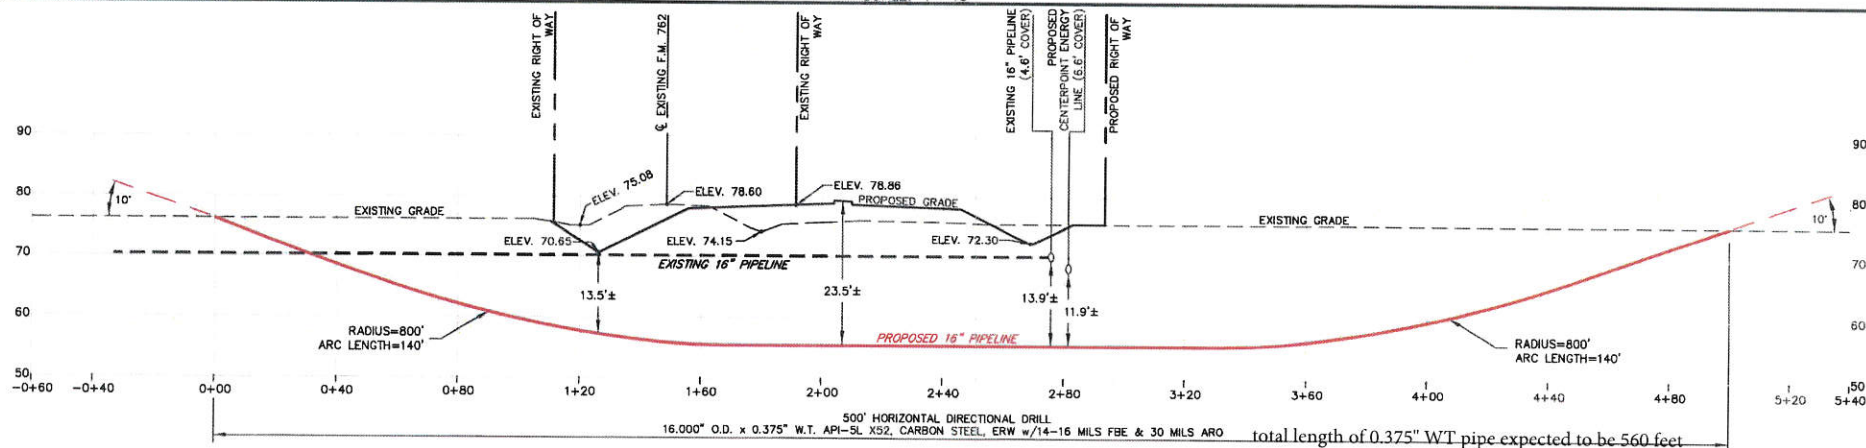 EXISTING RIGHT OF
WAY
℄ EXISTING F.M. 762
EXISTING RIGHT OF
WAY
EXISTING 16" PIPELINE
(4.6' COVER)
PROPOSED
CENTERPOINT ENERGY
LINE (6.6' COVER)
PROPOSED RIGHT OF
WAY
90
90
80
80
70
70
60
60
50
50
10'
10'
EXISTING GRADE
ELEV. 75.08
ELEV. 78.60
ELEV. 78.86
PROPOSED GRADE
EXISTING GRADE
ELEV. 70.65
ELEV. 74.15
ELEV. 72.30
EXISTING 16" PIPELINE
13.5'±
23.5'±
13.9'±
11.9'±
RADIUS=800'
ARC LENGTH=140'
PROPOSED 16" PIPELINE
RADIUS=800'
ARC LENGTH=140'
-0+60 -0+40 0+00 0+40 0+80 1+20 1+60 2+00 2+40 2+80 3+20 3+60 4+00 4+40 4+80 5+20 5+40
500' HORIZONTAL DIRECTIONAL DRILL
16.000" O.D. x 0.375" W.T. API-5L X52, CARBON STEEL, ERW w/14-16 MILS FBE & 30 MILS ARO
total length of 0.375" WT pipe expected to be 560 feet